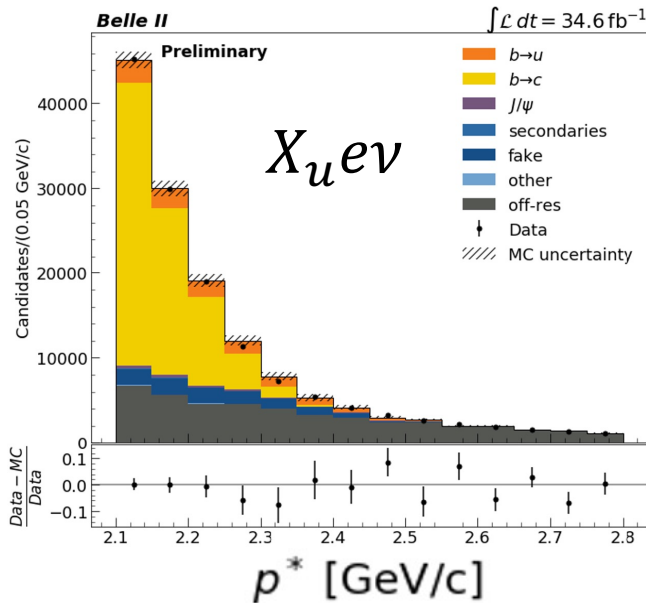 Belle II
∫ℒ dt = 34.6 fb⁻¹
Preliminary
b→u
b→c
J/ψ
secondaries
fake
other
off-res
Data
MC uncertainty
X_u eν
Candidates/(0.05 GeV/c)
40000
30000
20000
10000
0
Data − MC
Data
0.1
0.0
−0.1
2.1 2.2 2.3 2.4 2.5 2.6 2.7 2.8
p* [GeV/c]